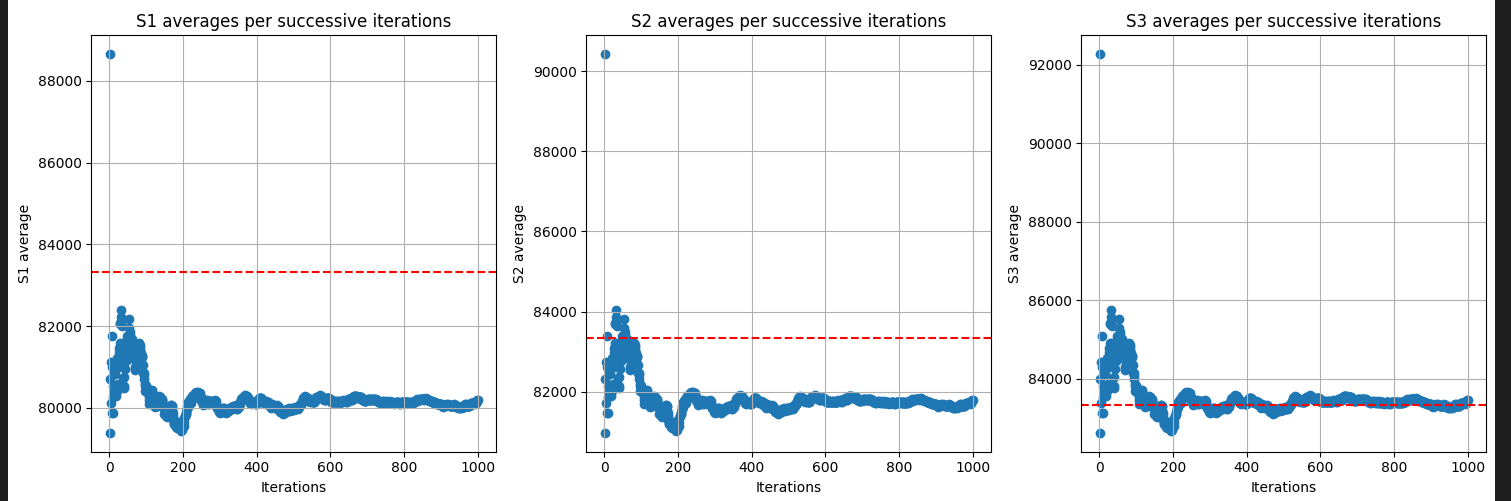 S1 averages per successive iterations
S1 average
88000
86000
84000
82000
80000
0 200 400 600 800 1000
Iterations
S2 averages per successive iterations
S2 average
90000
88000
86000
84000
82000
0 200 400 600 800 1000
Iterations
S3 averages per successive iterations
S3 average
92000
90000
88000
86000
84000
0 200 400 600 800 1000
Iterations